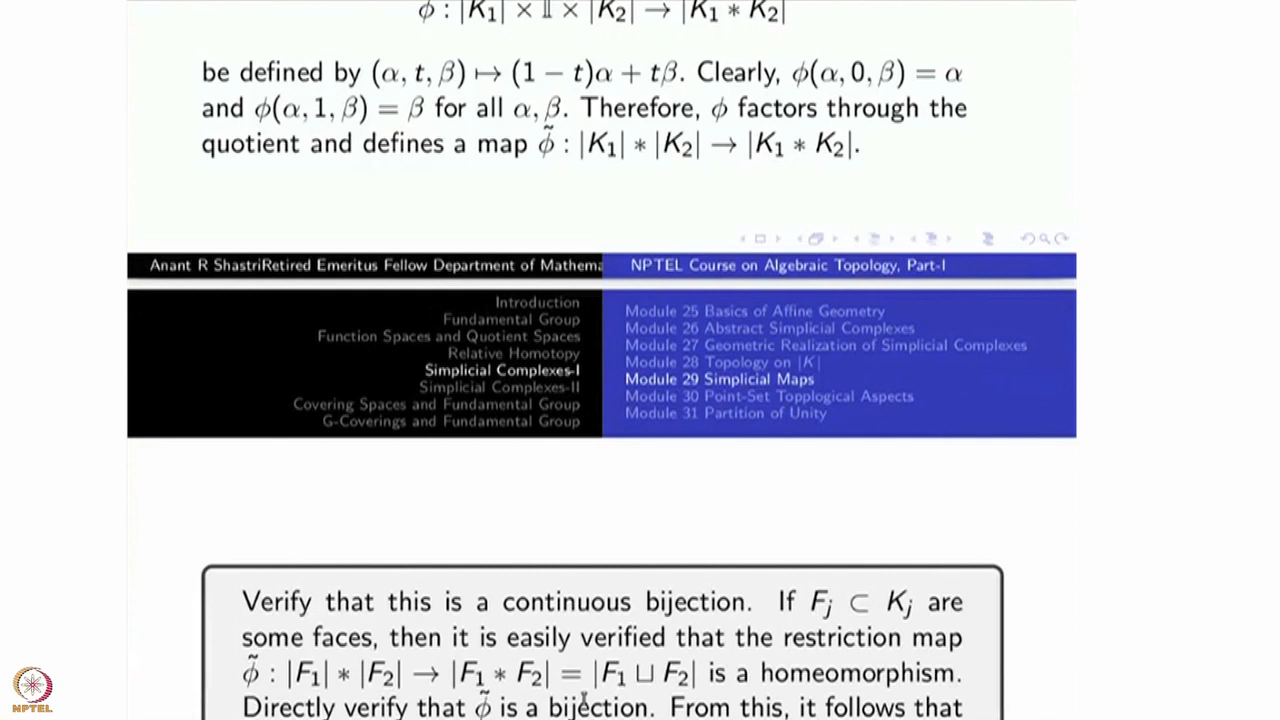 ϕ : |K₁| × 𝕀 × |K₂| → |K₁ ∗ K₂|
be defined by (α, t, β) ↦ (1 − t)α + tβ. Clearly, ϕ(α, 0, β) = α
and ϕ(α, 1, β) = β for all α, β. Therefore, ϕ factors through the
quotient and defines a map ϕ̃ : |K₁| ∗ |K₂| → |K₁ ∗ K₂|.
Anant R ShastriRetired Emeritus Fellow Department of Mathema
NPTEL Course on Algebraic Topology, Part-I
Introduction
Fundamental Group
Function Spaces and Quotient Spaces
Relative Homotopy
Simplicial Complexes-I
Simplicial Complexes-II
Covering Spaces and Fundamental Group
G-Coverings and Fundamental Group
Module 25 Basics of Affine Geometry
Module 26 Abstract Simplicial Complexes
Module 27 Geometric Realization of Simplicial Complexes
Module 28 Topology on |K|
Module 29 Simplicial Maps
Module 30 Point-Set Topplogical Aspects
Module 31 Partition of Unity
Verify that this is a continuous bijection. If Fⱼ ⊂ Kⱼ are
some faces, then it is easily verified that the restriction map
ϕ̃ : |F₁| ∗ |F₂| → |F₁ ∗ F₂| = |F₁ ⊔ F₂| is a homeomorphism.
Directly verify that ϕ̃ is a bijection. From this, it follows that
NPTEL